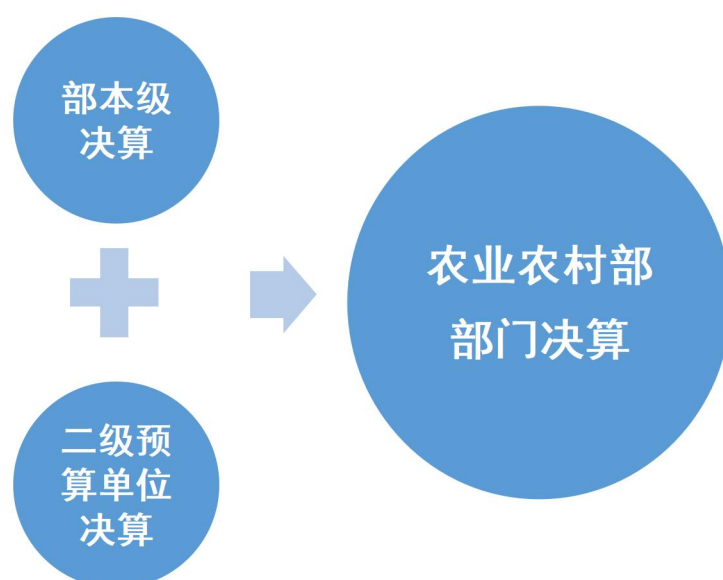 部本级
决算
农业农村部
部门决算
二级预
算单位
决算